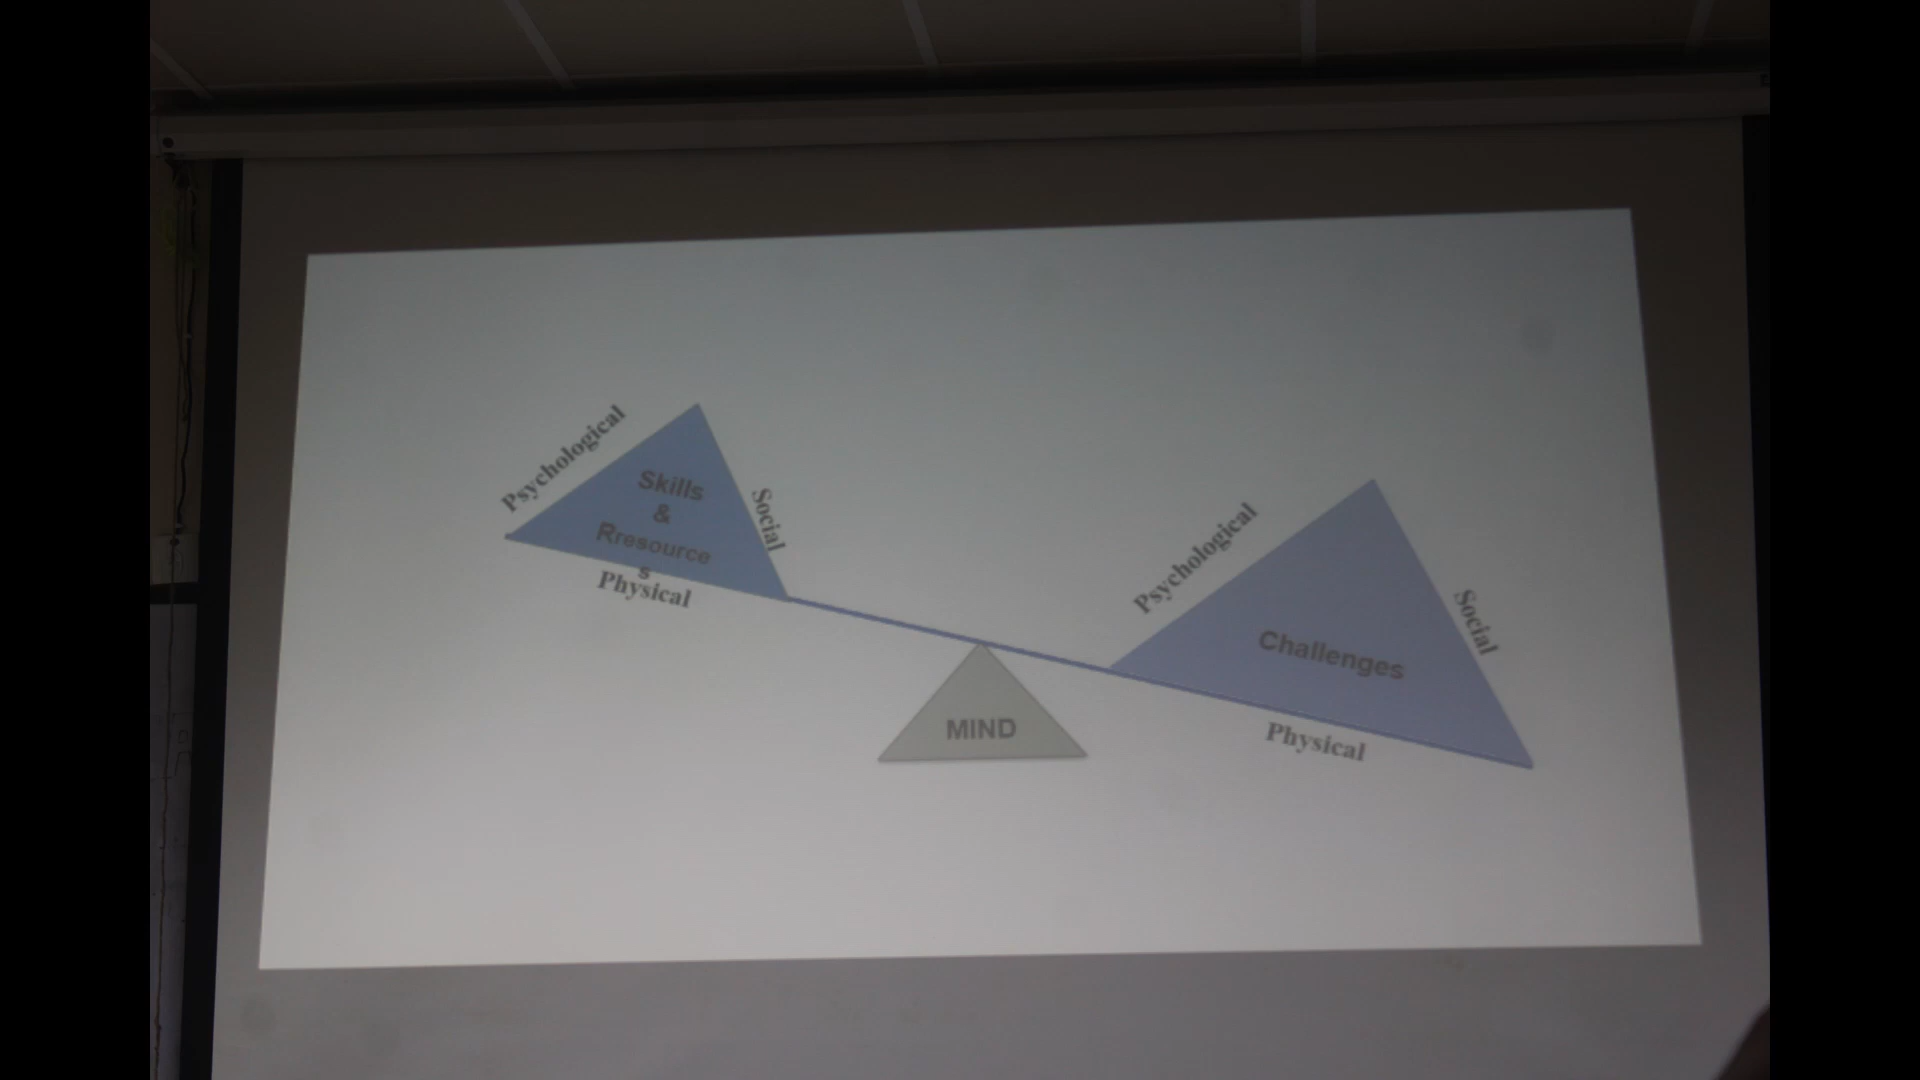 Psychological
Skills
&
Rresource
s
Social
Physical
Psychological
Challenges
Social
Physical
MIND